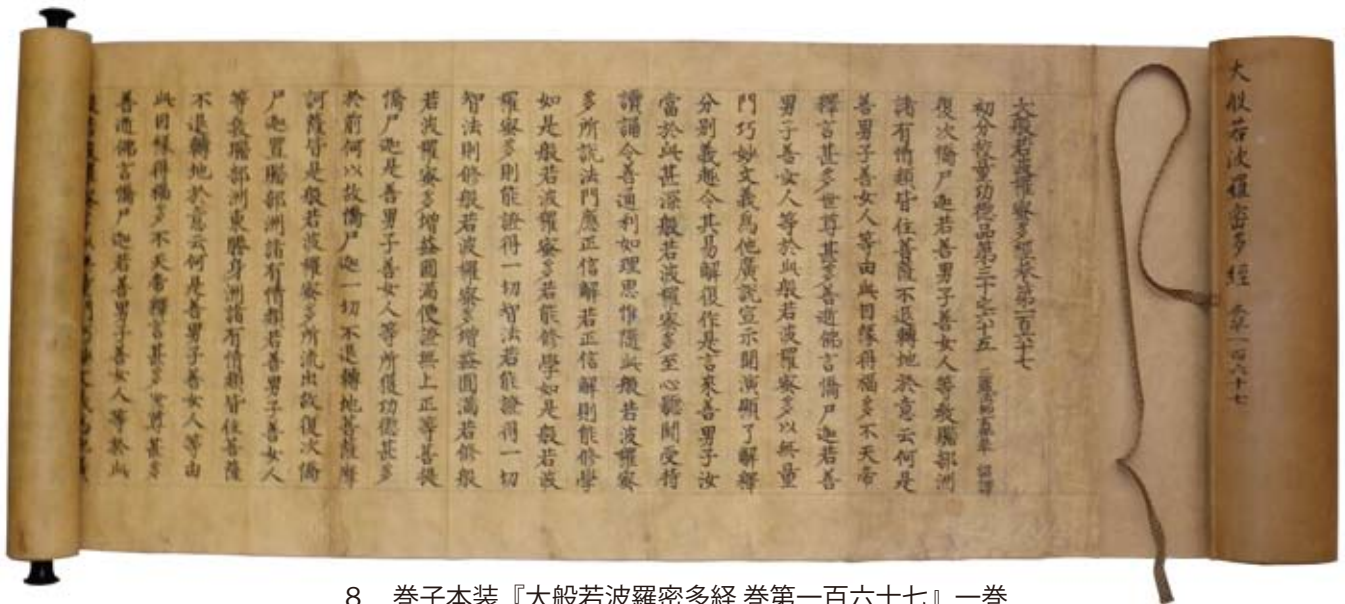 大般若波羅密多經 卷第一百六十七
大般若波羅蜜多經卷第一百六十七
初分挍量功德品第三十之六十五 三藏法師玄奘奉 詔譯
復次憍尸迦若善男子善女人等教贍部洲
諸有情類皆住菩薩不退轉地於意云何是
善男子善女人等由此因緣得福多不天帝
釋言甚多世尊甚多善逝佛言憍尸迦若善
男子善女人等於此般若波羅蜜多以無量
門巧妙文義為他廣說宣示開演顯了解釋
分別義趣令其易解復作是言來善男子汝
當於此甚深般若波羅蜜多至心聽聞受持
讀誦令善通利如理思惟隨此般若波羅蜜
多所說法門應正信解若正信解則能修學
如是般若波羅蜜多若能修學如是般若波
羅蜜多則能證得一切智法若能證得一切
智法則修般若波羅蜜多增益圓滿若修般
若波羅蜜多增益圓滿便證無上正等菩提
憍尸迦是善男子善女人等所獲功德甚多
於前何以故憍尸迦一切不退轉地菩薩摩
訶薩皆是般若波羅蜜多所流出故復次憍
尸迦置贍部洲諸有情類若善男子善女人
等教贍部洲東勝身洲諸有情類皆住菩薩
不退轉地於意云何是善男子善女人等由
此因緣得福多不天帝釋言甚多世尊甚多
善逝佛言憍尸迦若善男子善女人等於此
8 巻子本装『大般若波羅密多経 巻第一百六十七』一巻